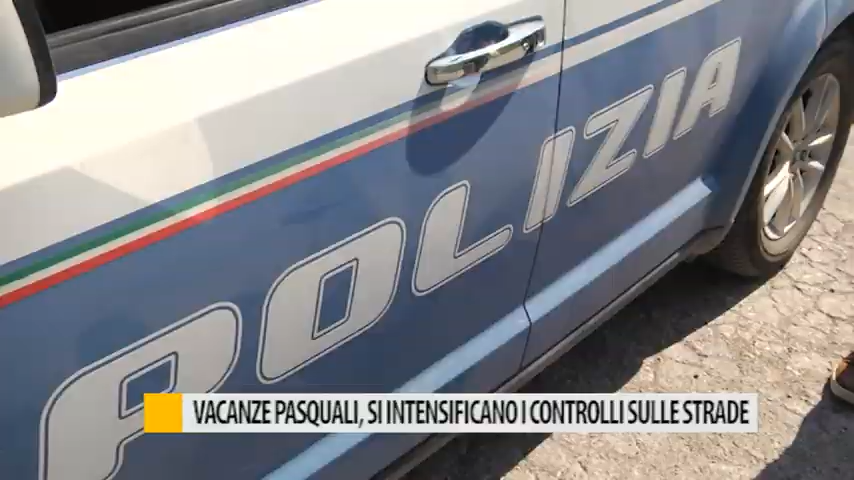 POLIZIA
VACANZE PASQUALI, SI INTENSIFICANO I CONTROLLI SULLE STRADE